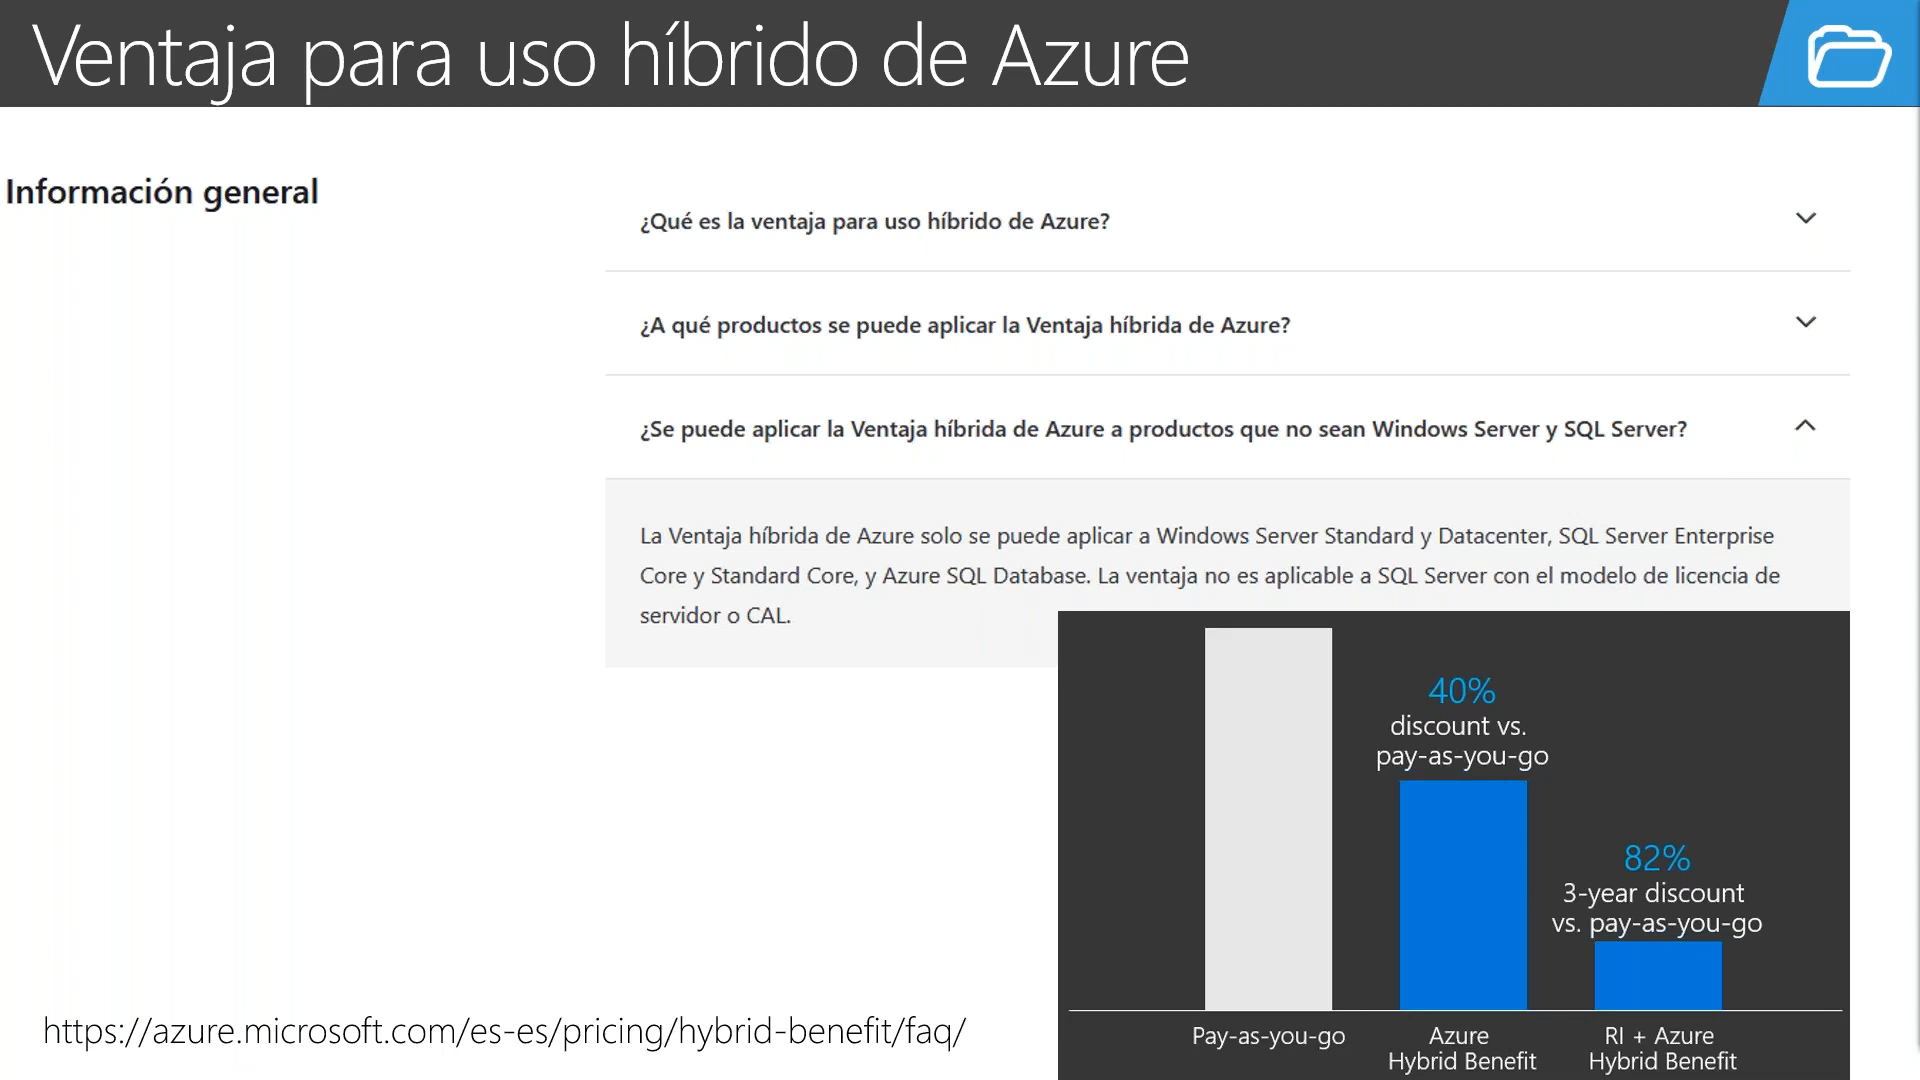 Ventaja para uso híbrido de Azure
Información general
¿Qué es la ventaja para uso híbrido de Azure?
¿A qué productos se puede aplicar la Ventaja híbrida de Azure?
¿Se puede aplicar la Ventaja híbrida de Azure a productos que no sean Windows Server y SQL Server?
La Ventaja híbrida de Azure solo se puede aplicar a Windows Server Standard y Datacenter, SQL Server Enterprise
Core y Standard Core, y Azure SQL Database. La ventaja no es aplicable a SQL Server con el modelo de licencia de
servidor o CAL.
40%
discount vs.
pay-as-you-go
82%
3-year discount
vs. pay-as-you-go
Pay-as-you-go
Azure
Hybrid Benefit
RI + Azure
Hybrid Benefit
https://azure.microsoft.com/es-es/pricing/hybrid-benefit/faq/